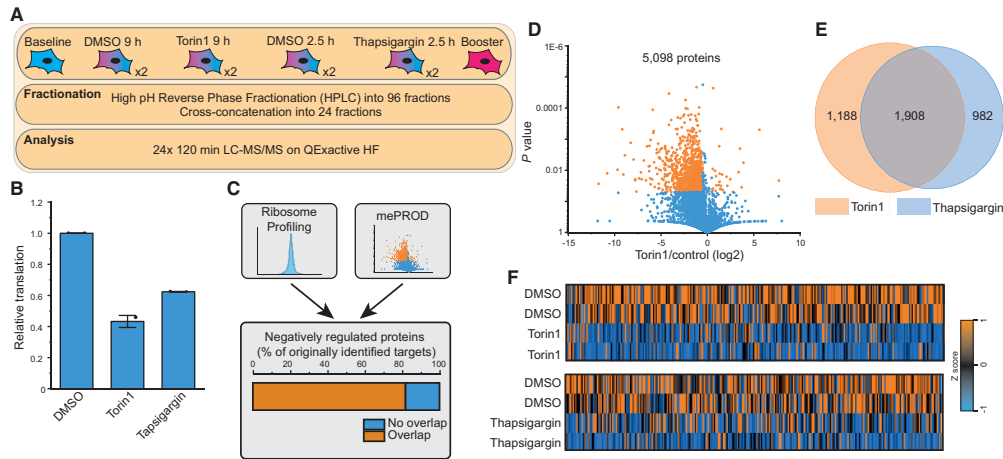 A
Baseline DMSO 9 h Torin1 9 h DMSO 2.5 h Thapsigargin 2.5 h Booster
x2 x2 x2 x2
Fractionation High pH Reverse Phase Fractionation (HPLC) into 96 fractions
Cross-concatenation into 24 fractions
Analysis
24x 120 min LC-MS/MS on QExactive HF
B
Relative translation
1.2
1.0
0.8
0.6
0.4
0.2
0
DMSO
Torin1
Tapsigargin
C
Ribosome
Profiling
mePROD
Negatively regulated proteins
(% of originally identified targets)
0 20 40 60 80 100
No overlap
Overlap
D
5,098 proteins
P value
1E-6
0.0001
0.01
1
-15 -10 -5 0 5 10
Torin1/control (log2)
E
1,188 1,908 982
Torin1 Thapsigargin
F
DMSO
DMSO
Torin1
Torin1
DMSO
DMSO
Thapsigargin
Thapsigargin
Z score
1
0
-1